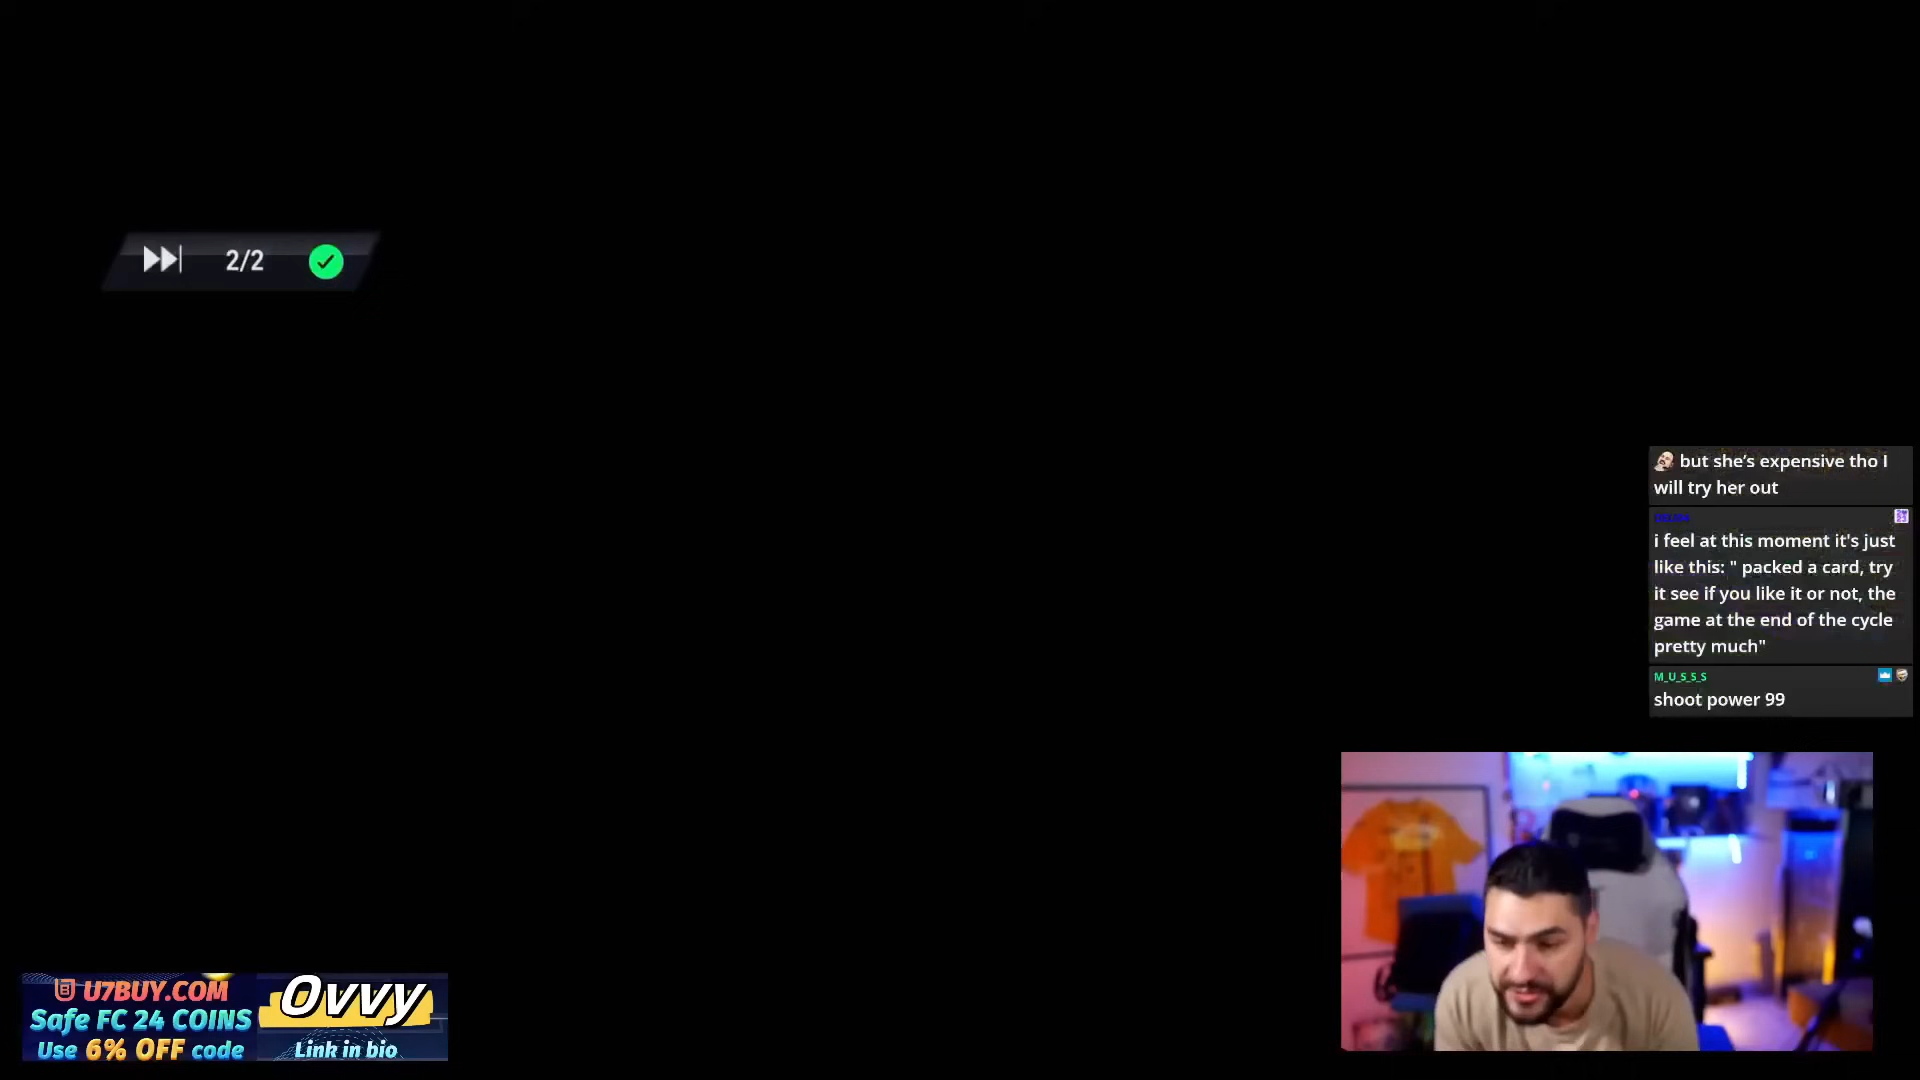 2/2
but she’s expensive tho I
will try her out
i feel at this moment it's just
like this: " packed a card, try
it see if you like it or not, the
game at the end of the cycle
pretty much"
M_U_S_S_S
shoot power 99
U7BUY.COM
Safe FC 24 COINS
Use 6% OFF code
Ovvy
Link in bio